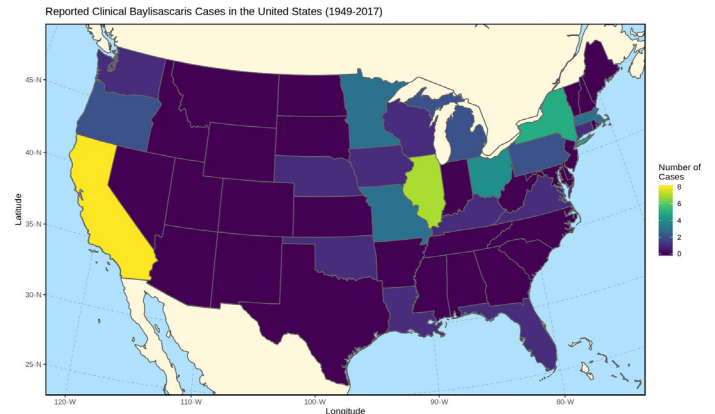 Reported Clinical Baylisascaris Cases in the United States (1949-2017)
45◦N
40◦N
35◦N
30◦N
25◦N
Latitude
120◦W
110◦W
100◦W
90◦W
80◦W
Longitude
Number of
Cases
8
6
4
2
0